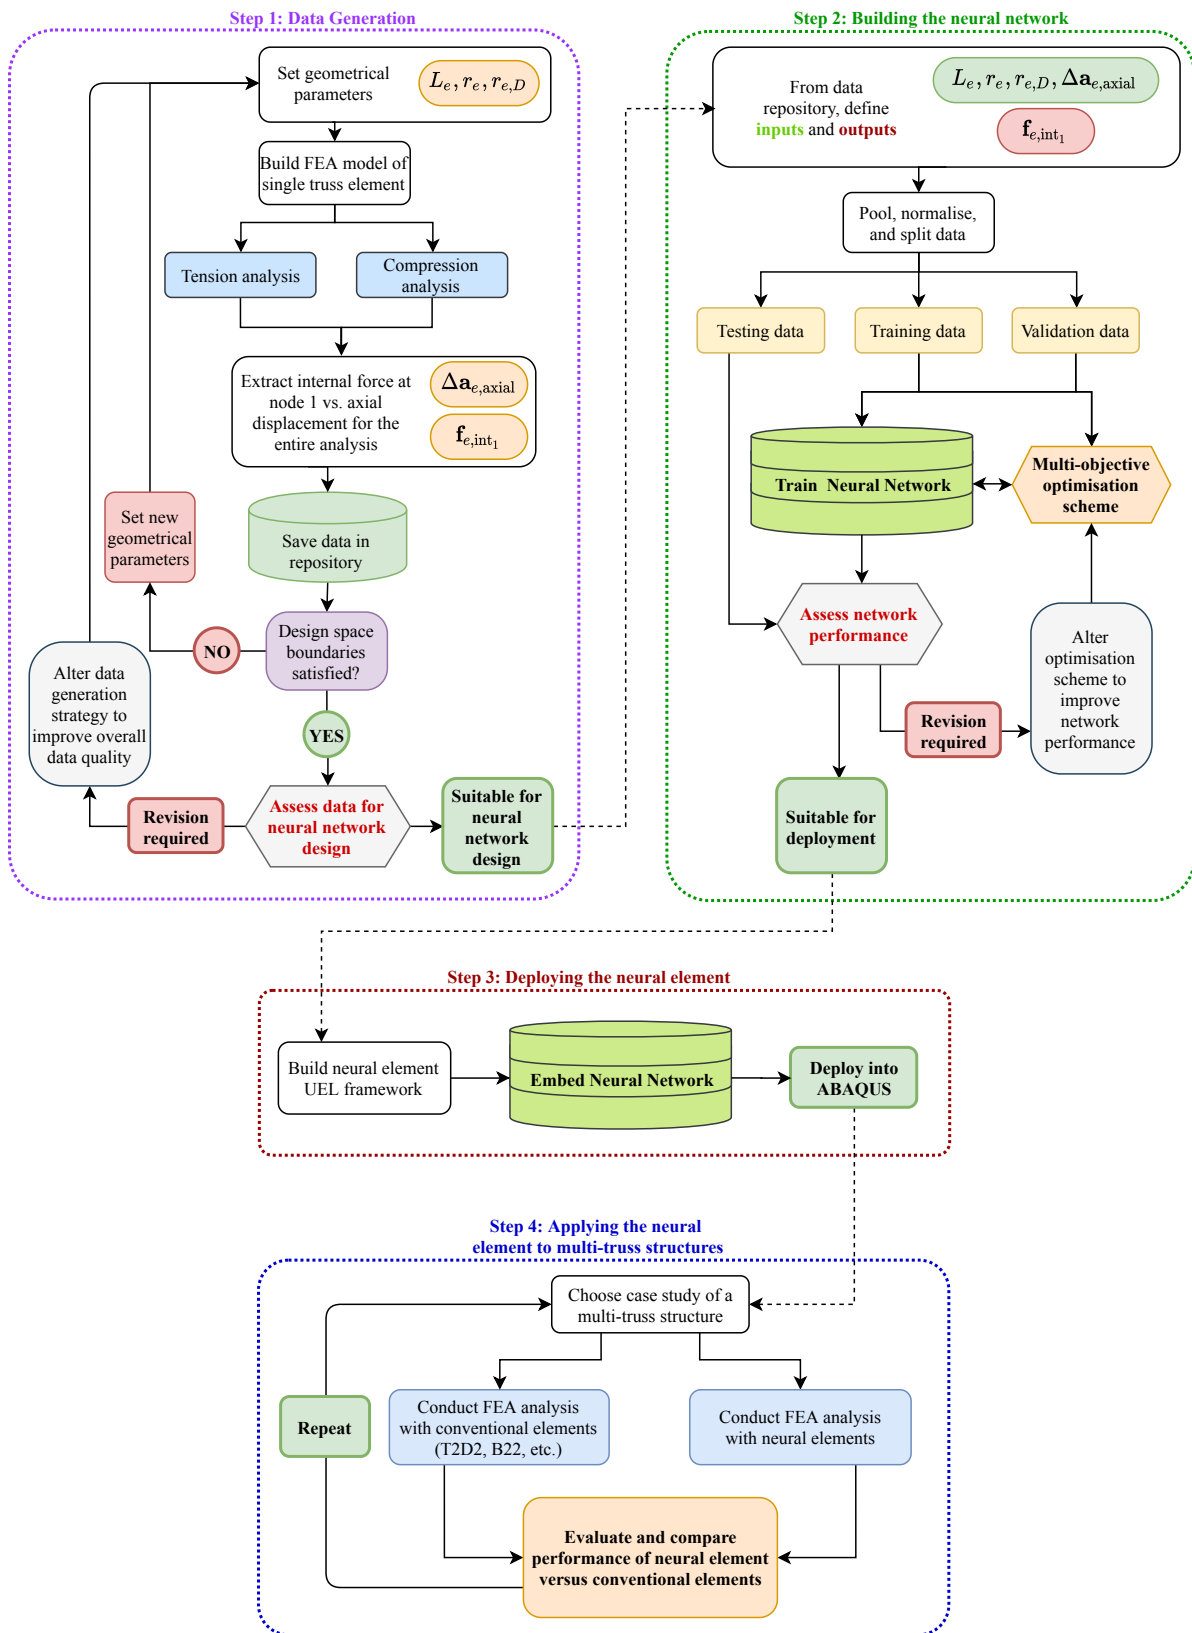 Step 1: Data Generation
Set geometrical
parameters
L_e, r_e, r_{e,D}
Build FEA model of
single truss element
Tension analysis
Compression
analysis
Extract internal force at
node 1 vs. axial
displacement for the
entire analysis
Δa_{e,axial}
f_{e,int_1}
Save data in
repository
Set new
geometrical
parameters
Design space
boundaries
satisfied?
NO
YES
Alter data
generation
strategy to
improve overall
data quality
Revision
required
Assess data for
neural network
design
Suitable for
neural
network
design
Step 2: Building the neural network
From data
repository, define
inputs and outputs
L_e, r_e, r_{e,D}, Δa_{e,axial}
f_{e,int_1}
Pool, normalise,
and split data
Testing data
Training data
Validation data
Train Neural Network
Multi-objective
optimisation
scheme
Assess network
performance
Alter
optimisation
scheme to
improve
network
performance
Revision
required
Suitable for
deployment
Step 3: Deploying the neural element
Build neural element
UEL framework
Embed Neural Network
Deploy into
ABAQUS
Step 4: Applying the neural
element to multi-truss structures
Choose case study of a
multi-truss structure
Conduct FEA analysis
with conventional elements
(T2D2, B22, etc.)
Conduct FEA analysis
with neural elements
Repeat
Evaluate and compare
performance of neural element
versus conventional elements